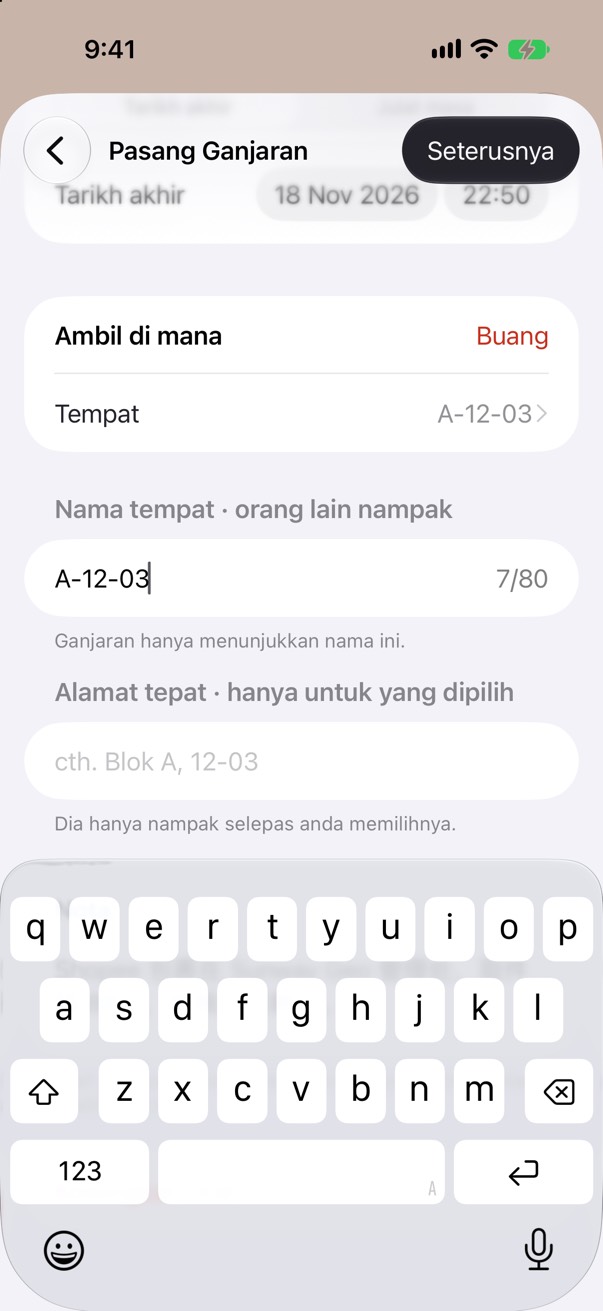 9:41
Pasang Ganjaran
Seterusnya
Tarikh akhir 18 Nov 2026 22:50
Ambil di mana Buang
Tempat A-12-03
Nama tempat · orang lain nampak
A-12-03 7/80
Ganjaran hanya menunjukkan nama ini.
Alamat tepat · hanya untuk yang dipilih
cth. Blok A, 12-03
Dia hanya nampak selepas anda memilihnya.
q w e r t y u i o p
a s d f g h j k l
z x c v b n m
123 A